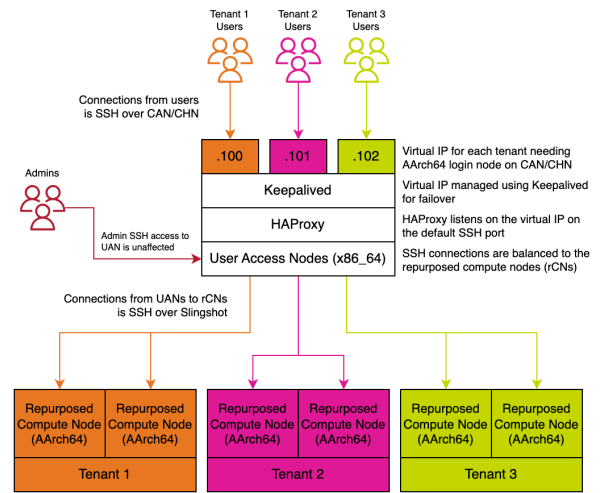 Tenant 1
Users
Tenant 2
Users
Tenant 3
Users
Connections from users
is SSH over CAN/CHN
.100
.101
.102
Virtual IP for each tenant needing
AArch64 login node on CAN/CHN
Admins
Keepalived
Virtual IP managed using Keepalived
for failover
HAProxy
HAProxy listens on the virtual IP on
the default SSH port
Admin SSH access to
UAN is unaffected
User Access Nodes (x86_64)
SSH connections are balanced to the
repurposed compute nodes (rCNs)
Connections from UANs to rCNs
is SSH over Slingshot
Repurposed
Compute Node
(AArch64)
Repurposed
Compute Node
(AArch64)
Tenant 1
Repurposed
Compute Node
(AArch64)
Repurposed
Compute Node
(AArch64)
Tenant 2
Repurposed
Compute Node
(AArch64)
Repurposed
Compute Node
(AArch64)
Tenant 3